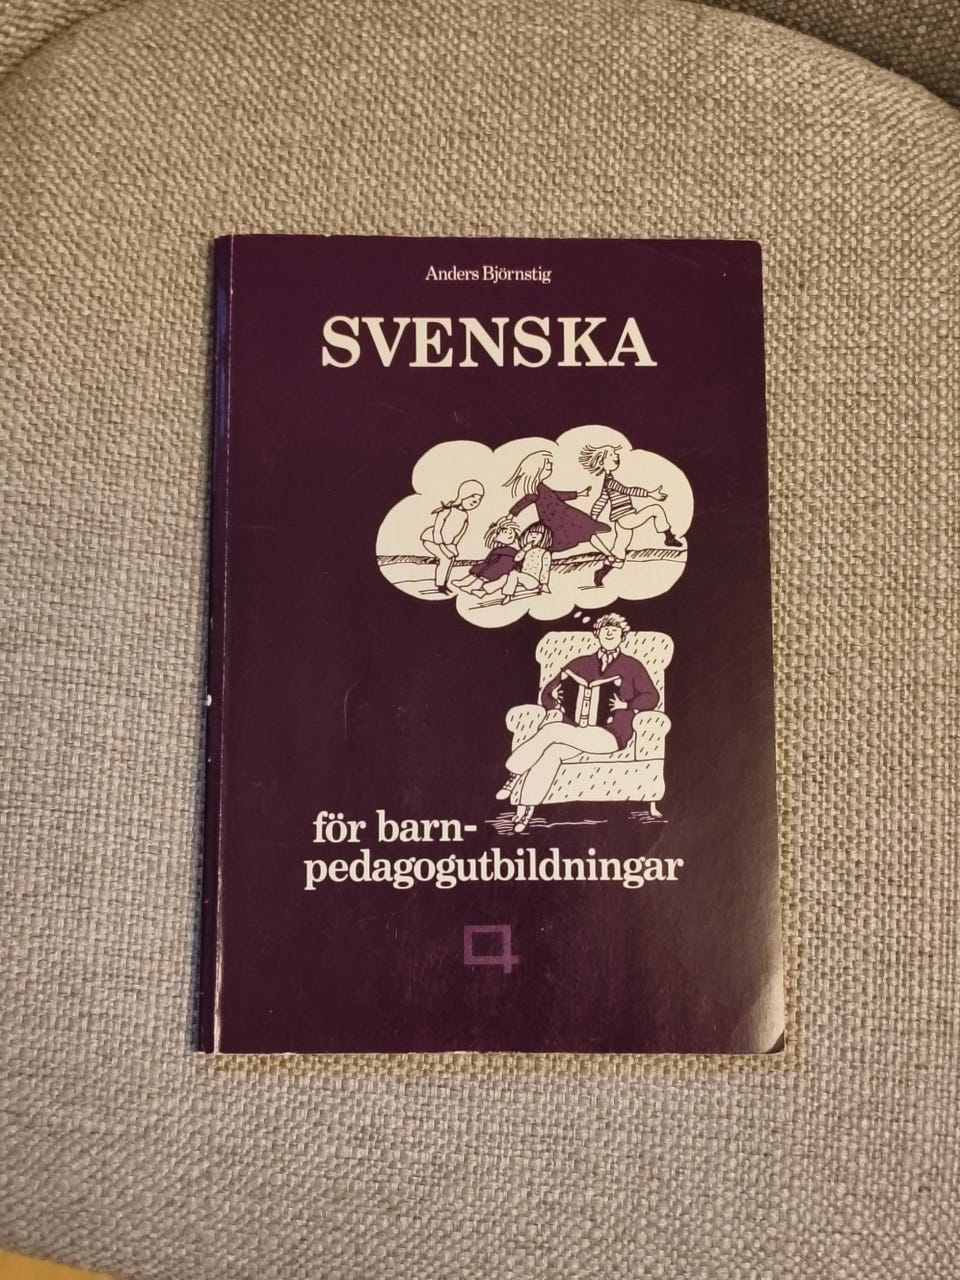 Anders Björnstig
SVENSKA
för barn-
pedagogutbildningar